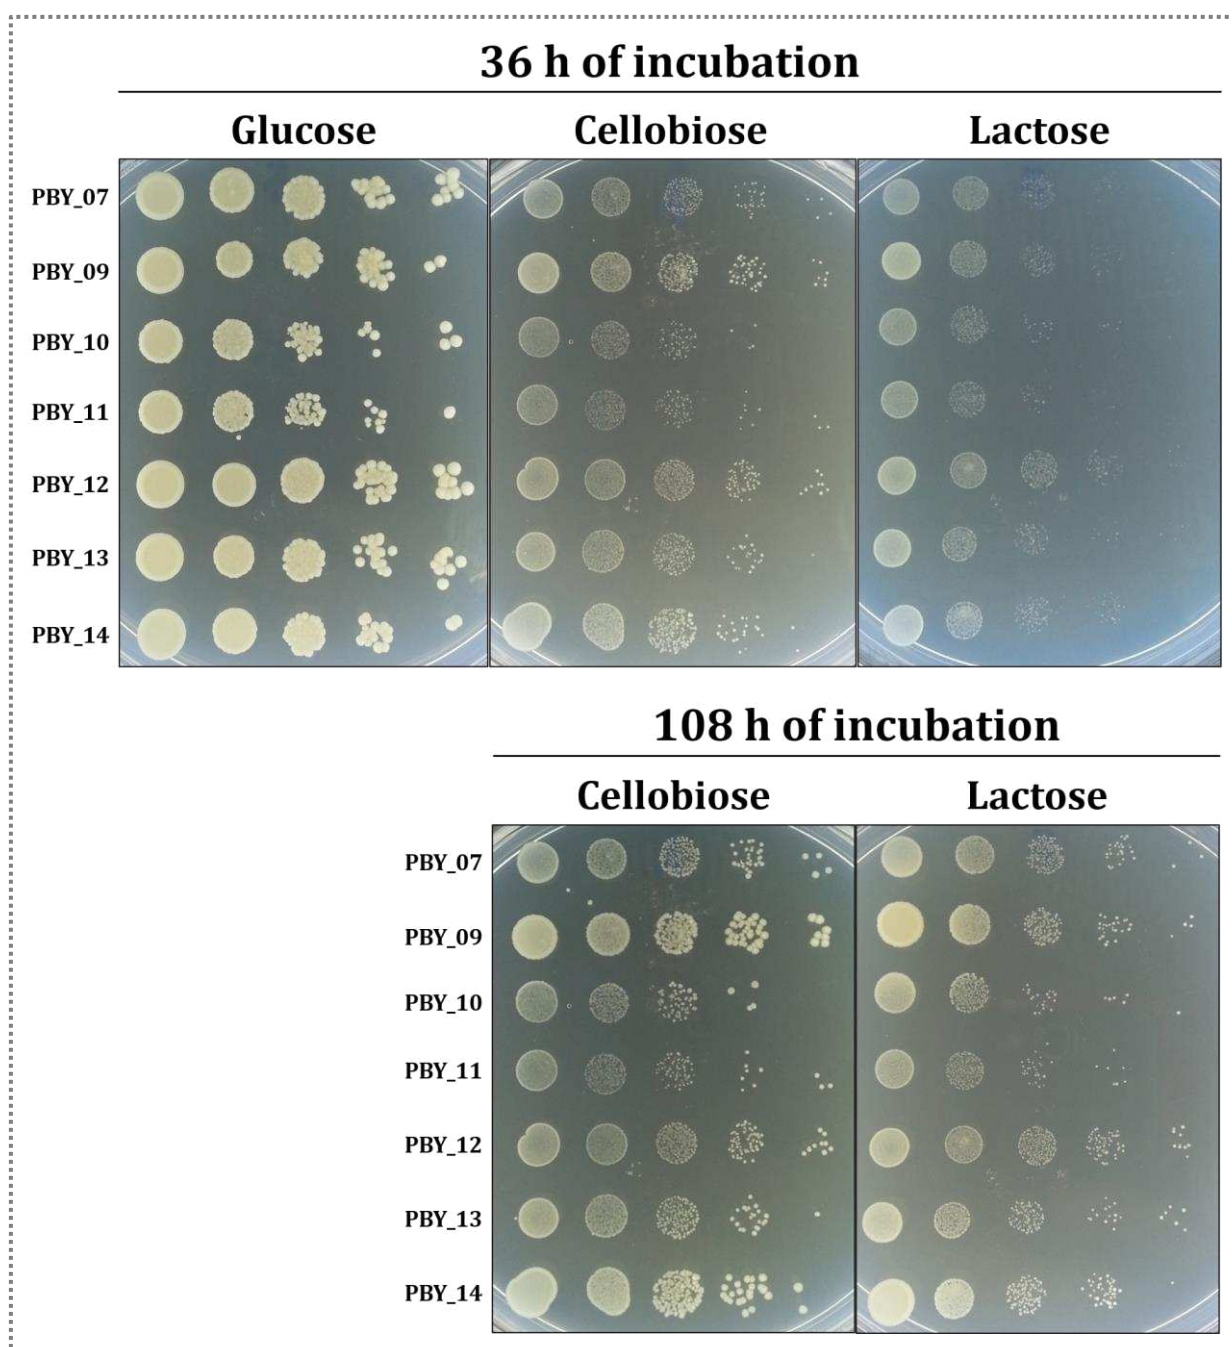 36 h of incubation
Glucose Cellobiose Lactose
PBY_07
PBY_09
PBY_10
PBY_11
PBY_12
PBY_13
PBY_14
108 h of incubation
Cellobiose Lactose
PBY_07
PBY_09
PBY_10
PBY_11
PBY_12
PBY_13
PBY_14